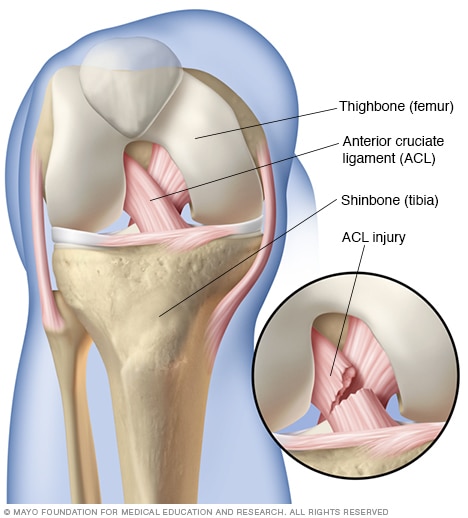 Thighbone (femur)
Anterior cruciate
ligament (ACL)
Shinbone (tibia)
ACL injury
© MAYO FOUNDATION FOR MEDICAL EDUCATION AND RESEARCH. ALL RIGHTS RESERVED